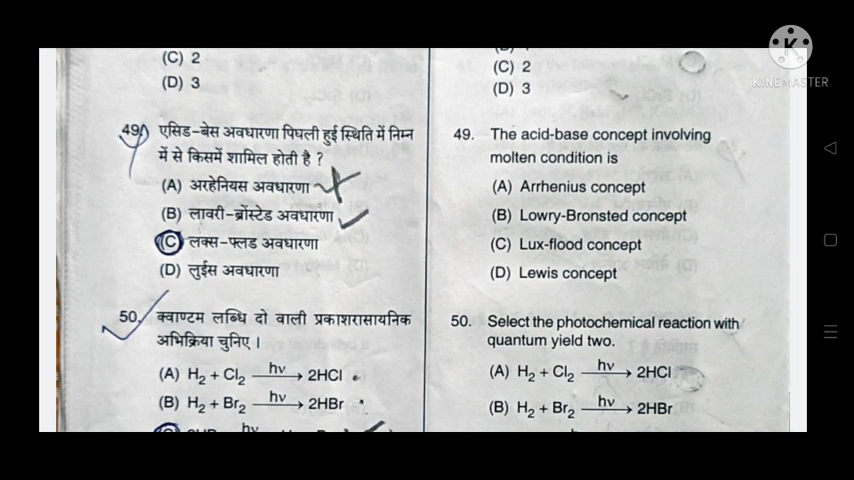 (C) 2
(D) 3
49. एसिड-बेस अवधारणा पिघली हुई स्थिति में निम्न
में से किसमें शामिल होती है ?
(A) अरहेनियस अवधारणा
(B) लावरी-ब्रोंस्टेड अवधारणा
(C) लक्स-फ्लड अवधारणा
(D) लुईस अवधारणा
50. क्वाण्टम लब्धि दो वाली प्रकाशरासायनिक
अभिक्रिया चुनिए ।
(A) H₂ + Cl₂ —hν→ 2HCl
(B) H₂ + Br₂ —hν→ 2HBr
(C) 2
(D) 3
49. The acid-base concept involving
molten condition is
(A) Arrhenius concept
(B) Lowry-Bronsted concept
(C) Lux-flood concept
(D) Lewis concept
50. Select the photochemical reaction with
quantum yield two.
(A) H₂ + Cl₂ —hν→ 2HCl
(B) H₂ + Br₂ —hν→ 2HBr
K
KINEMASTER